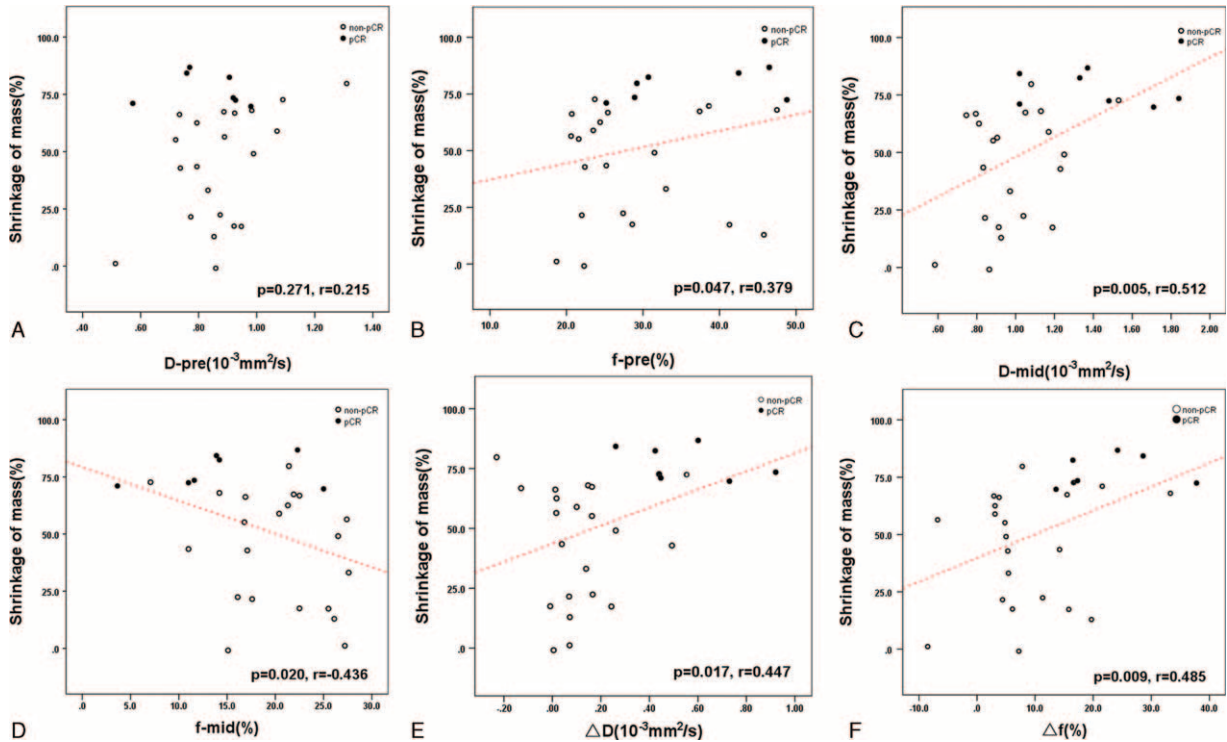 non-pCR
pCR
Shrinkage of mass(%)
100.0
75.0
50.0
25.0
.0
p=0.271, r=0.215
.40 .60 .80 1.00 1.20 1.40
A
D-pre(10-3mm2/s)
non-pCR
pCR
Shrinkage of mass(%)
100.0
75.0
50.0
25.0
.0
p=0.047, r=0.379
10.0 20.0 30.0 40.0 50.0
B
f-pre(%)
non-pCR
pCR
Shrinkage of mass(%)
100.0
75.0
50.0
25.0
.0
p=0.005, r=0.512
.60 .80 1.00 1.20 1.40 1.60 1.80 2.00
C
D-mid(10-3mm2/s)
non-pCR
pCR
Shrinkage of mass(%)
100.0
75.0
50.0
25.0
.0
p=0.020, r=-0.436
.0 5.0 10.0 15.0 20.0 25.0 30.0
D
f-mid(%)
non-pCR
pCR
Shrinkage of mass(%)
100.0
75.0
50.0
25.0
.0
p=0.017, r=0.447
-.20 .00 .20 .40 .60 .80 1.00
E
△D(10-3mm2/s)
non-pCR
pCR
Shrinkage of mass(%)
100.0
75.0
50.0
25.0
.0
p=0.009, r=0.485
-10.0 .0 10.0 20.0 30.0 40.0
F
△f(%)